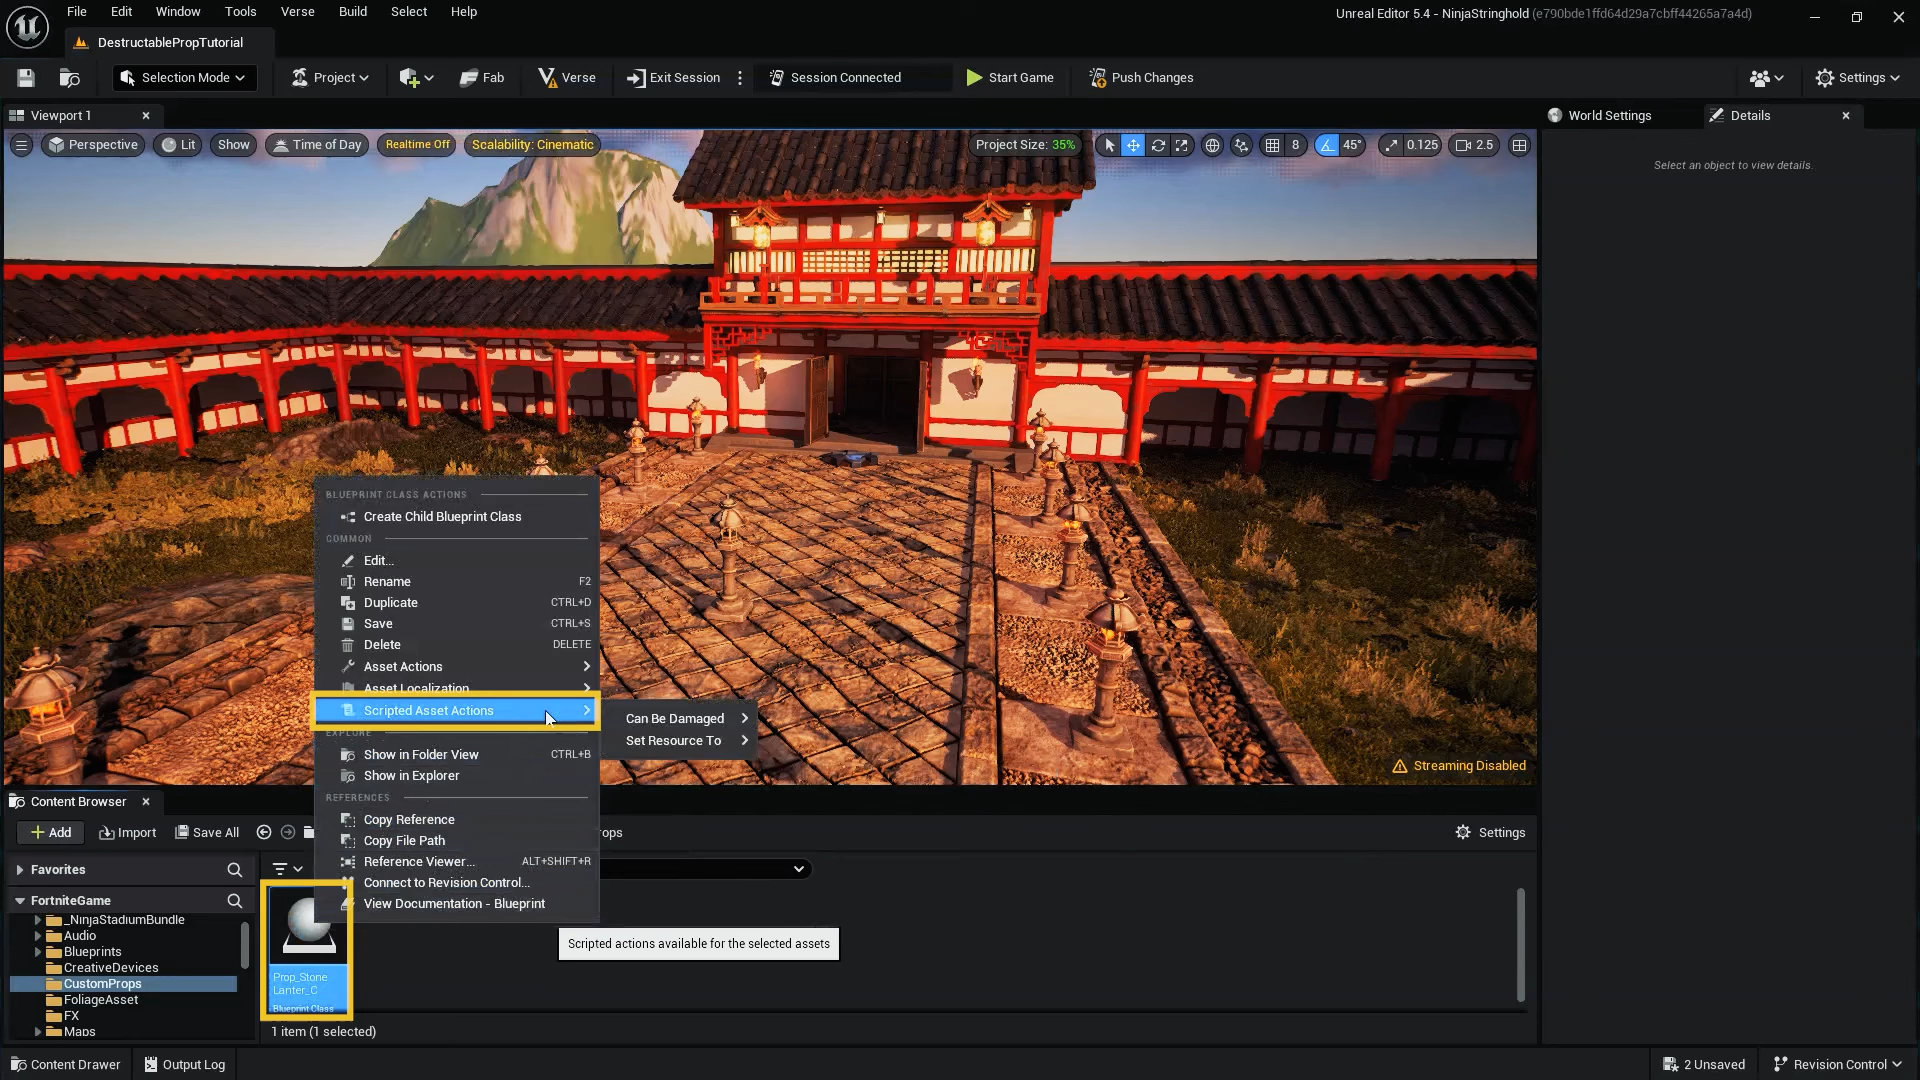 File Edit Window Tools Verse Build Select Help
Unreal Editor 5.4 - NinjaStringhold (e790bde1ffd64d29a7cbff44265a7a4d)
DestructablePropTutorial
Selection Mode
Project
Fab
Verse
Exit Session
Session Connected
Start Game
Push Changes
Settings
Viewport 1
World Settings
Details
Perspective
Lit
Show
Time of Day
Realtime Off
Scalability: Cinematic
Project Size: 35%
8
45°
0.125
2.5
Select an object to view details.
BLUEPRINT CLASS ACTIONS
Create Child Blueprint Class
COMMON
Edit...
Rename F2
Duplicate CTRL+D
Save CTRL+S
Delete DELETE
Asset Actions
Asset Localization
Scripted Asset Actions
Can Be Damaged
Set Resource To
EXPLORE
Show in Folder View CTRL+B
Show in Explorer
REFERENCES
Copy Reference
Copy File Path
Reference Viewer... ALT+SHIFT+R
Connect to Revision Control...
View Documentation - Blueprint
Scripted actions available for the selected assets
Streaming Disabled
Content Browser
Add
Import
Save All
ops
Settings
Favorites
FortniteGame
_NinjaStadiumBundle
Audio
Blueprints
CreativeDevices
CustomProps
FoliageAsset
FX
Maps
Prop_Stone
Lanter_C
Blueprint Class
1 item (1 selected)
Content Drawer
Output Log
2 Unsaved
Revision Control